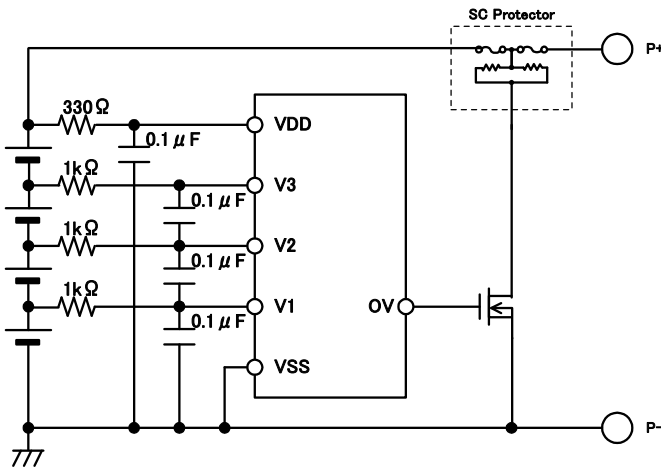 SC Protector
P+
330Ω
VDD
0.1μF
1kΩ
V3
0.1μF
1kΩ
V2
0.1μF
1kΩ
V1
OV
0.1μF
VSS
P-